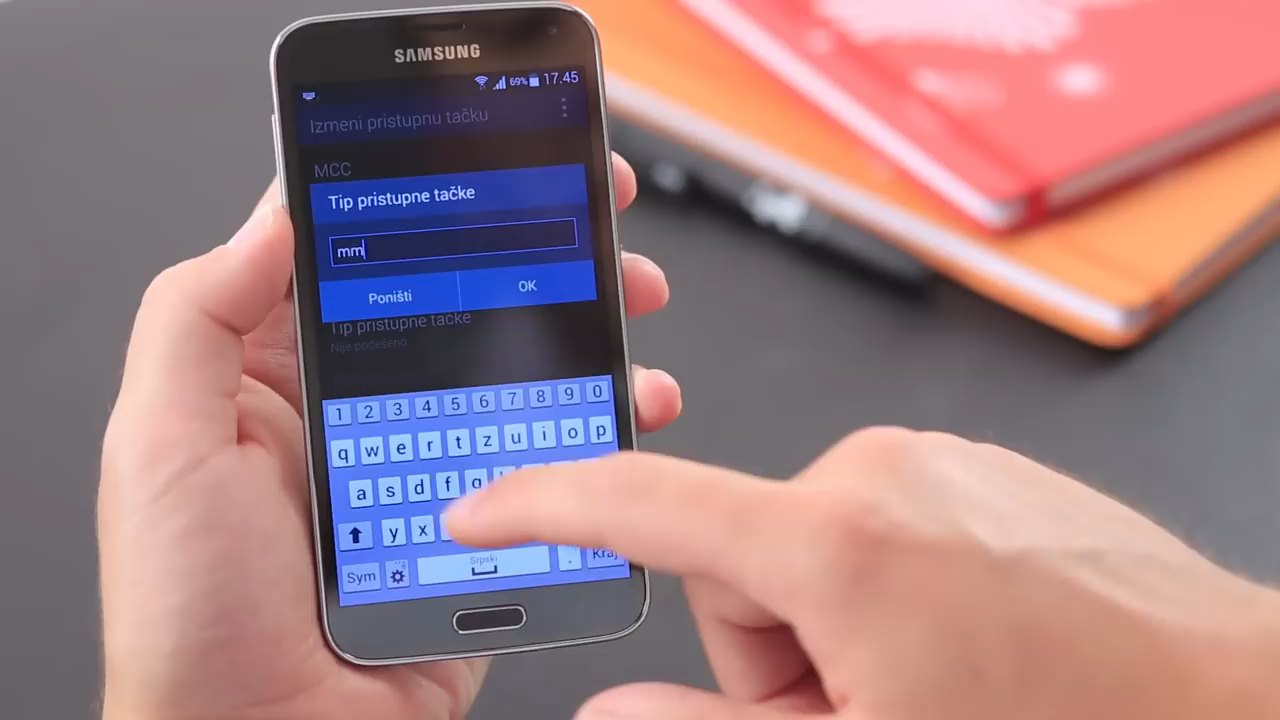 SAMSUNG
69% 17.45
Izmeni pristupnu tačku
MCC
Tip pristupne tačke
mm
Poništi OK
Tip pristupne tačke
Nije podešeno
1 2 3 4 5 6 7 8 9 0
q w e r t z u i o p
a s d f g
y x
Sym Srpski . Kraj